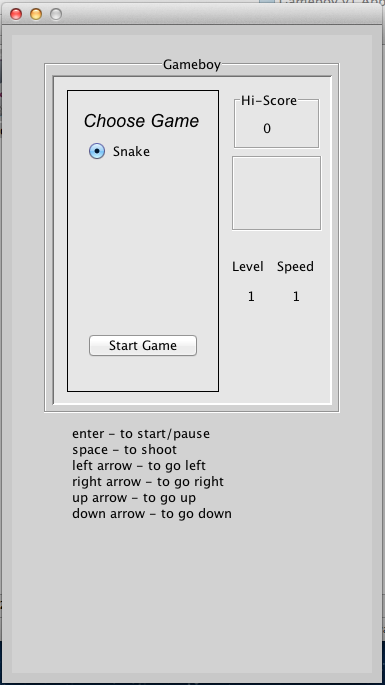 Gameboy
Choose Game
Snake
Start Game
Hi-Score
0
Level Speed
1 1
enter - to start/pause
space - to shoot
left arrow - to go left
right arrow - to go right
up arrow - to go up
down arrow - to go down